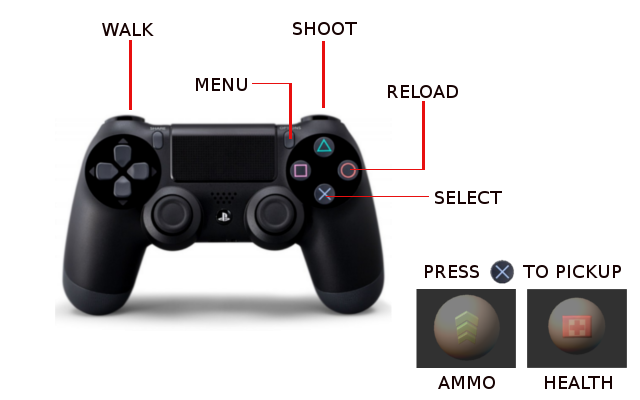 WALK
SHOOT
MENU
RELOAD
SELECT
PRESS TO PICKUP
AMMO
HEALTH